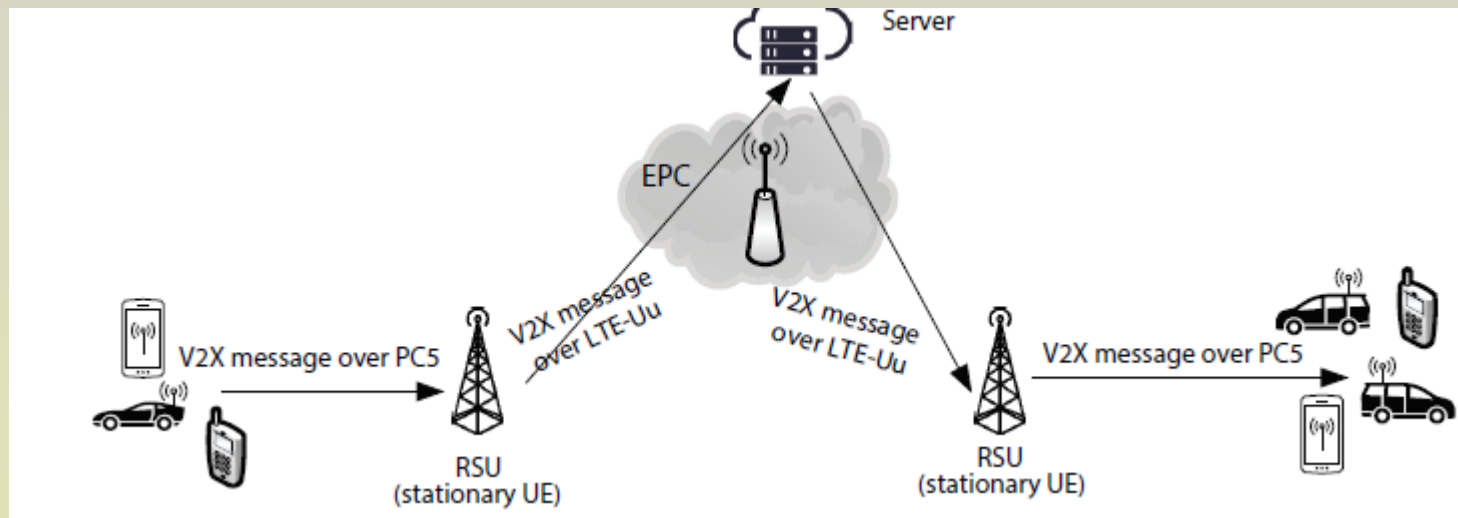 Server
EPC
V2X message
over LTE-Uu
V2X message
over LTE-Uu
V2X message over PC5
V2X message over PC5
RSU
(stationary UE)
RSU
(stationary UE)